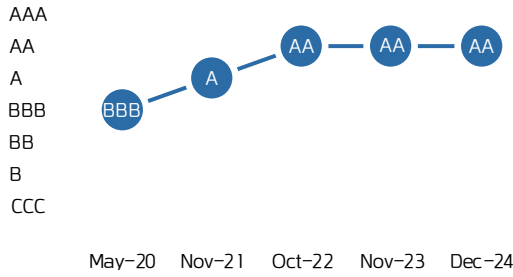 AAA
AA AA AA AA
A A
BBB BBB
BB
B
CCC
May-20 Nov-21 Oct-22 Nov-23 Dec-24